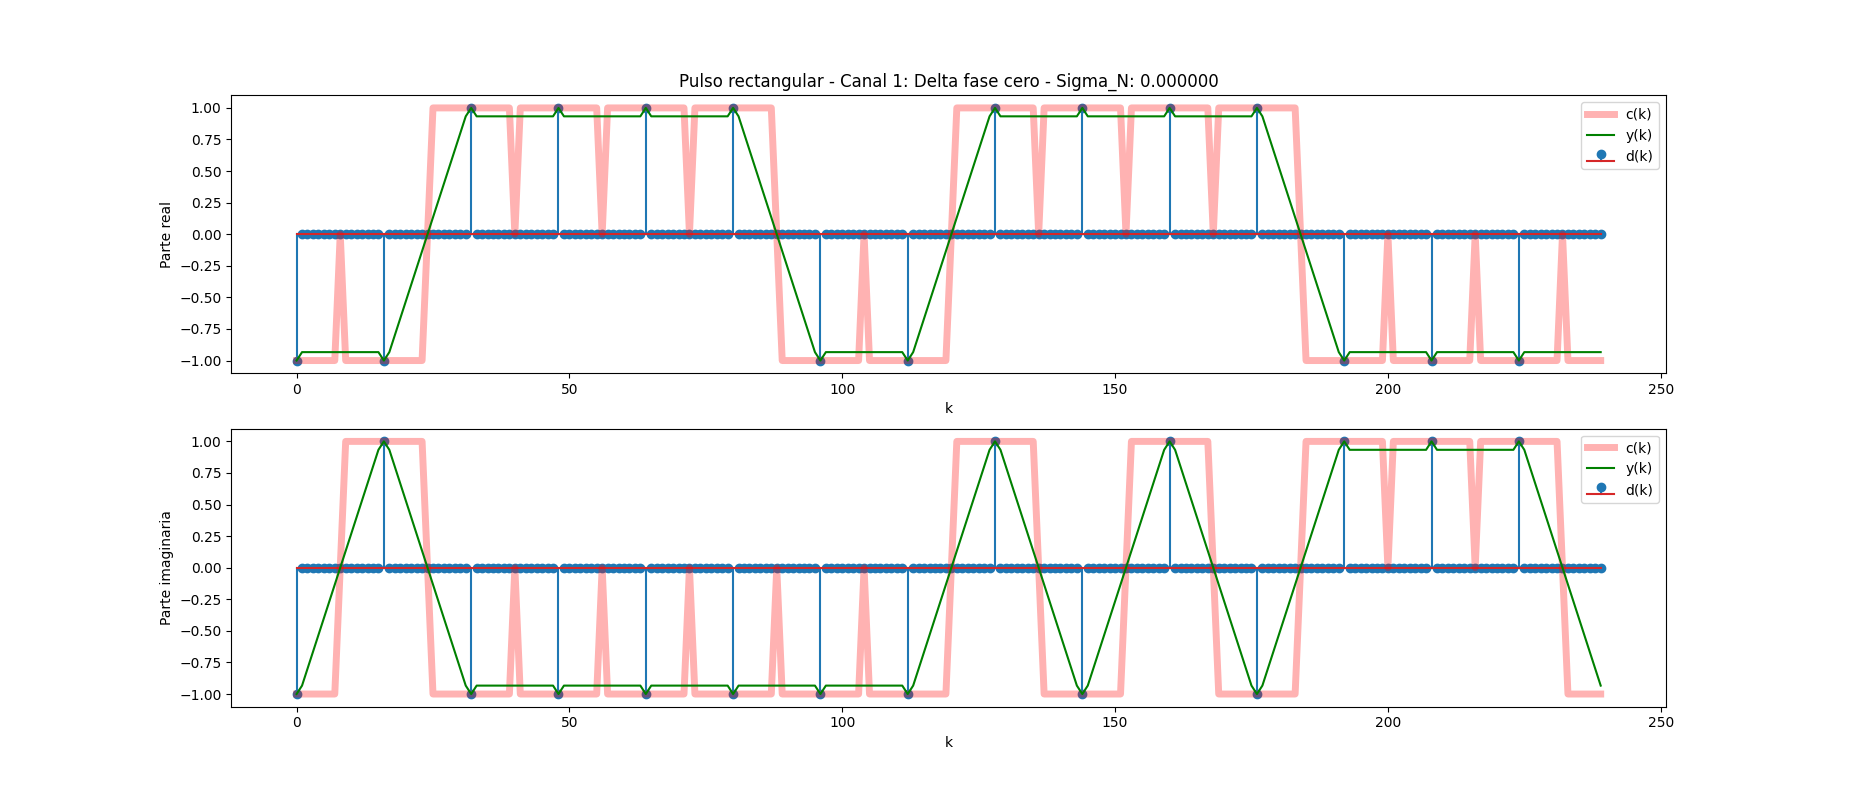 Pulso rectangular - Canal 1: Delta fase cero - Sigma_N: 0.000000
Parte real
1.00
0.75
0.50
0.25
0.00
−0.25
−0.50
−0.75
−1.00
c(k)
y(k)
d(k)
0 50 100 150 200 250
k
Parte imaginaria
1.00
0.75
0.50
0.25
0.00
−0.25
−0.50
−0.75
−1.00
c(k)
y(k)
d(k)
0 50 100 150 200 250
k